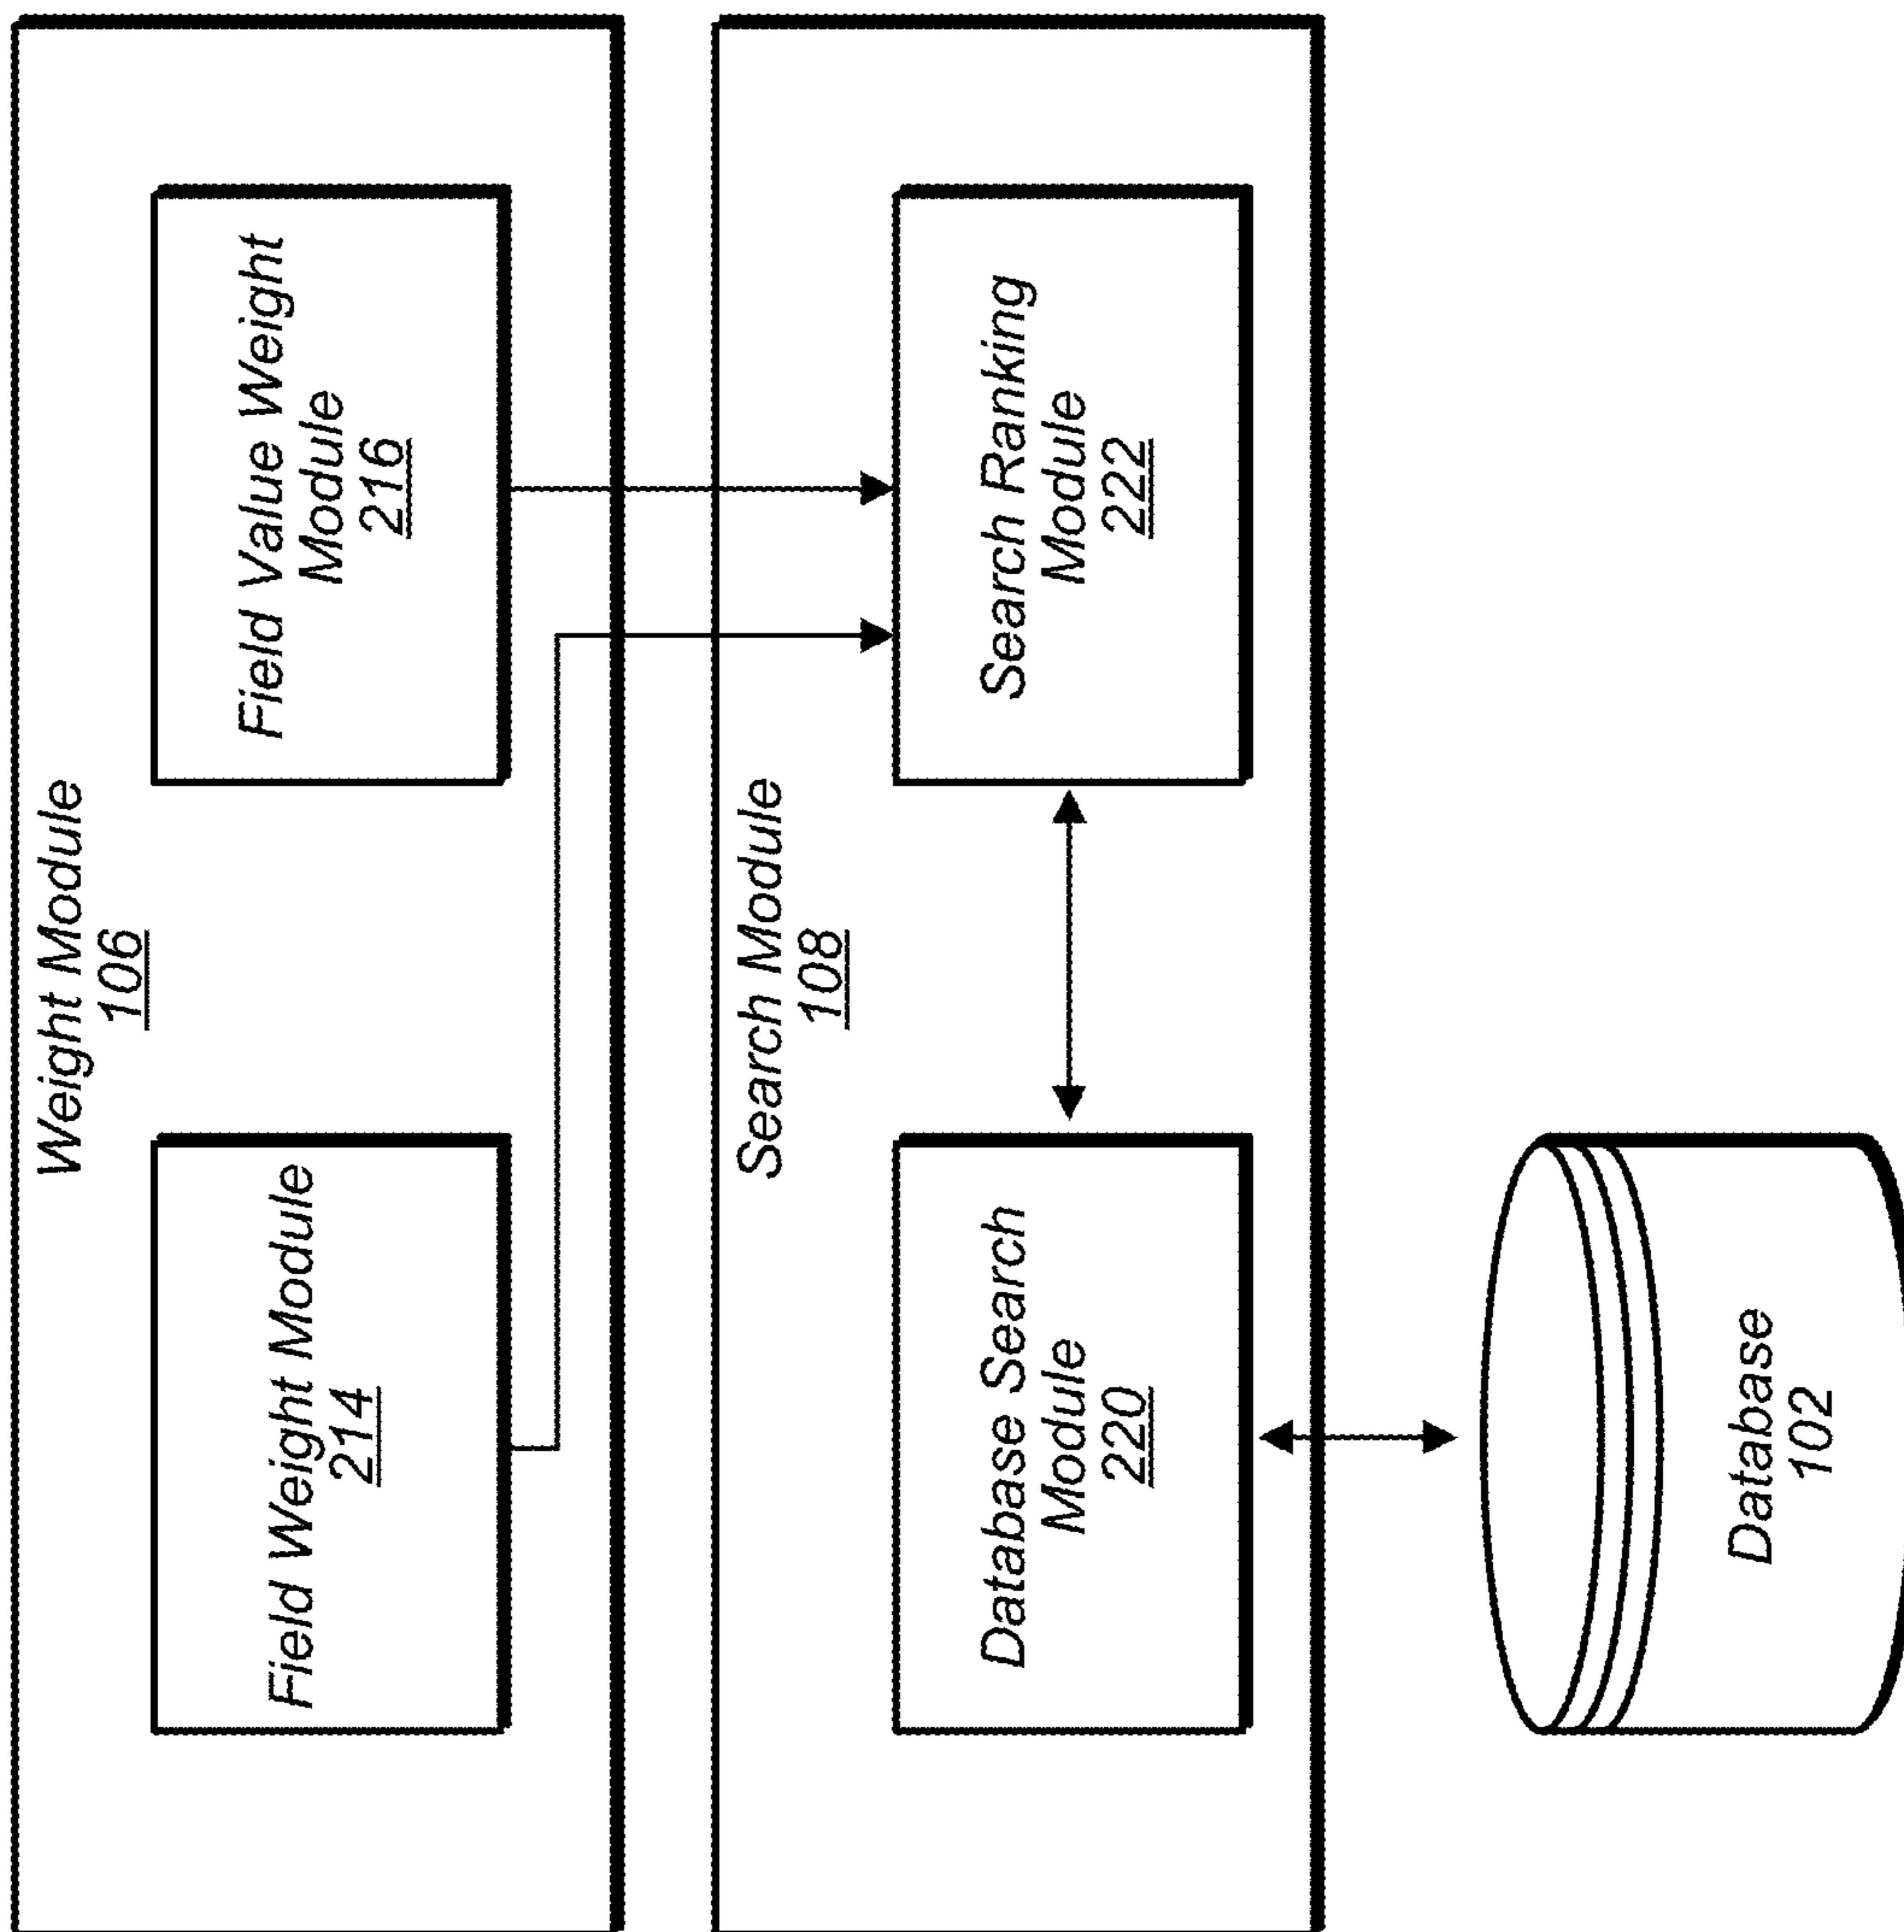 Weight Module
106
Field Weight Module
214
Field Value Weight
Module
216
Search Module
108
Database Search
Module
220
Search Ranking
Module
222
Database
102